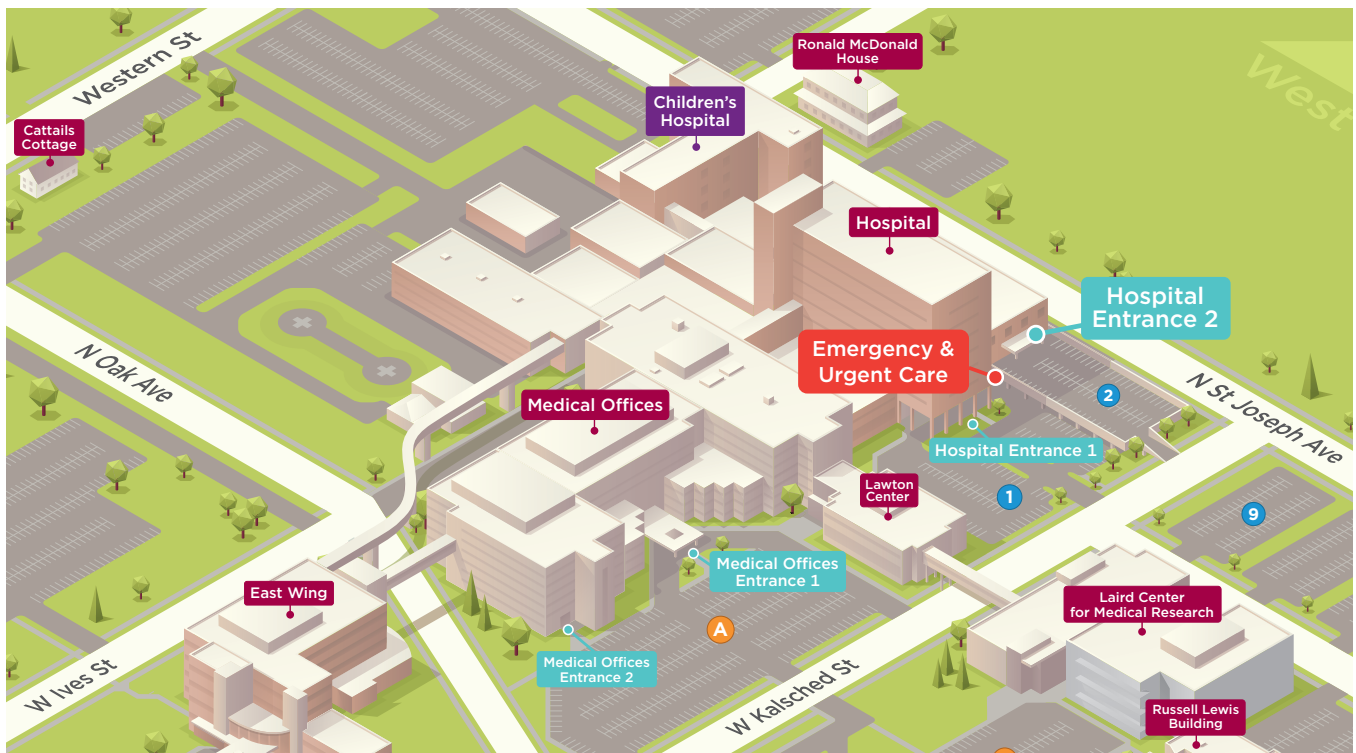 Western St
Ronald McDonald
House
West
Children's
Hospital
Cattails
Cottage
Hospital
Hospital
Entrance 2
Emergency &
Urgent Care
N Oak Ave
N St Joseph Ave
2
Medical Offices
Hospital Entrance 1
Lawton
Center
1
9
Medical Offices
Entrance 1
East Wing
Laird Center
for Medical Research
A
Medical Offices
Entrance 2
W Ives St
W Kalsched St
Russell Lewis
Building